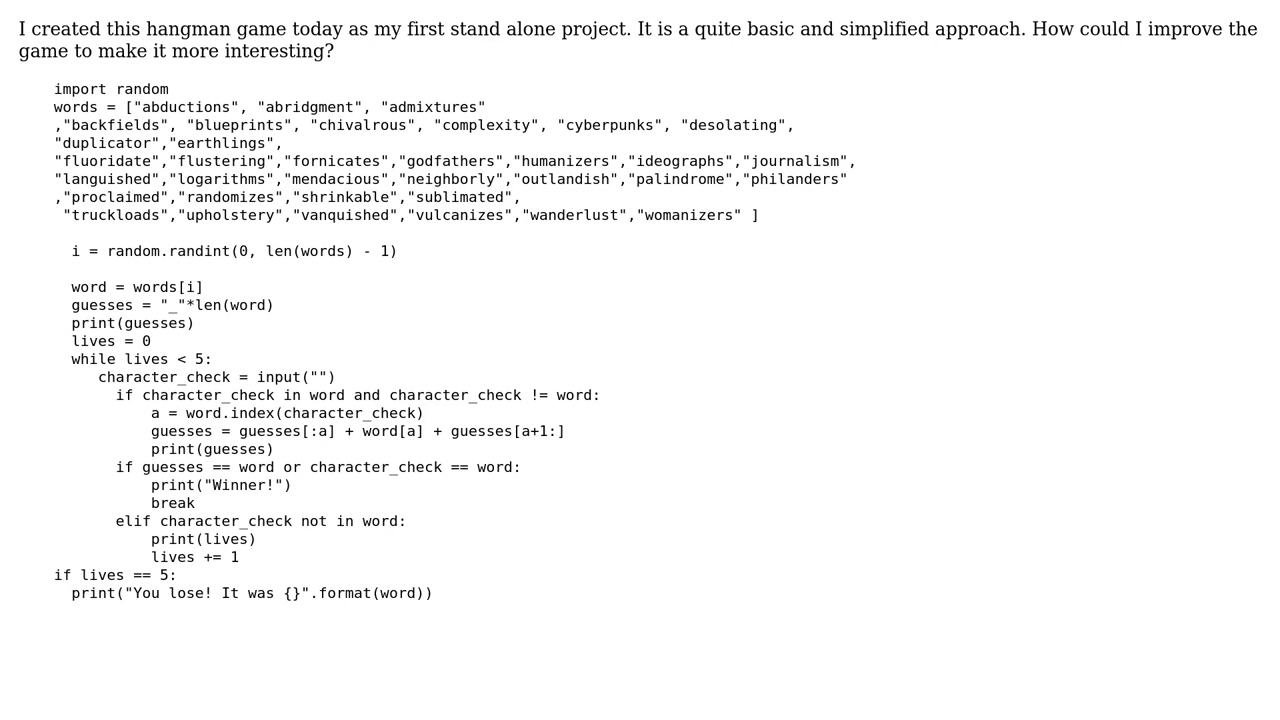 I created this hangman game today as my first stand alone project. It is a quite basic and simplified approach. How could I improve the
game to make it more interesting?
import random
words = ["abductions", "abridgment", "admixtures"
,"backfields", "blueprints", "chivalrous", "complexity", "cyberpunks", "desolating",
"duplicator","earthlings",
"fluoridate","flustering","fornicates","godfathers","humanizers","ideographs","journalism",
"languished","logarithms","mendacious","neighborly","outlandish","palindrome","philanders"
,"proclaimed","randomizes","shrinkable","sublimated",
 "truckloads","upholstery","vanquished","vulcanizes","wanderlust","womanizers" ]
  i = random.randint(0, len(words) - 1)
  word = words[i]
  guesses = "_"*len(word)
  print(guesses)
  lives = 0
  while lives < 5:
     character_check = input("")
       if character_check in word and character_check != word:
           a = word.index(character_check)
           guesses = guesses[:a] + word[a] + guesses[a+1:]
           print(guesses)
       if guesses == word or character_check == word:
           print("Winner!")
           break
       elif character_check not in word:
           print(lives)
           lives += 1
if lives == 5:
  print("You lose! It was {}".format(word))